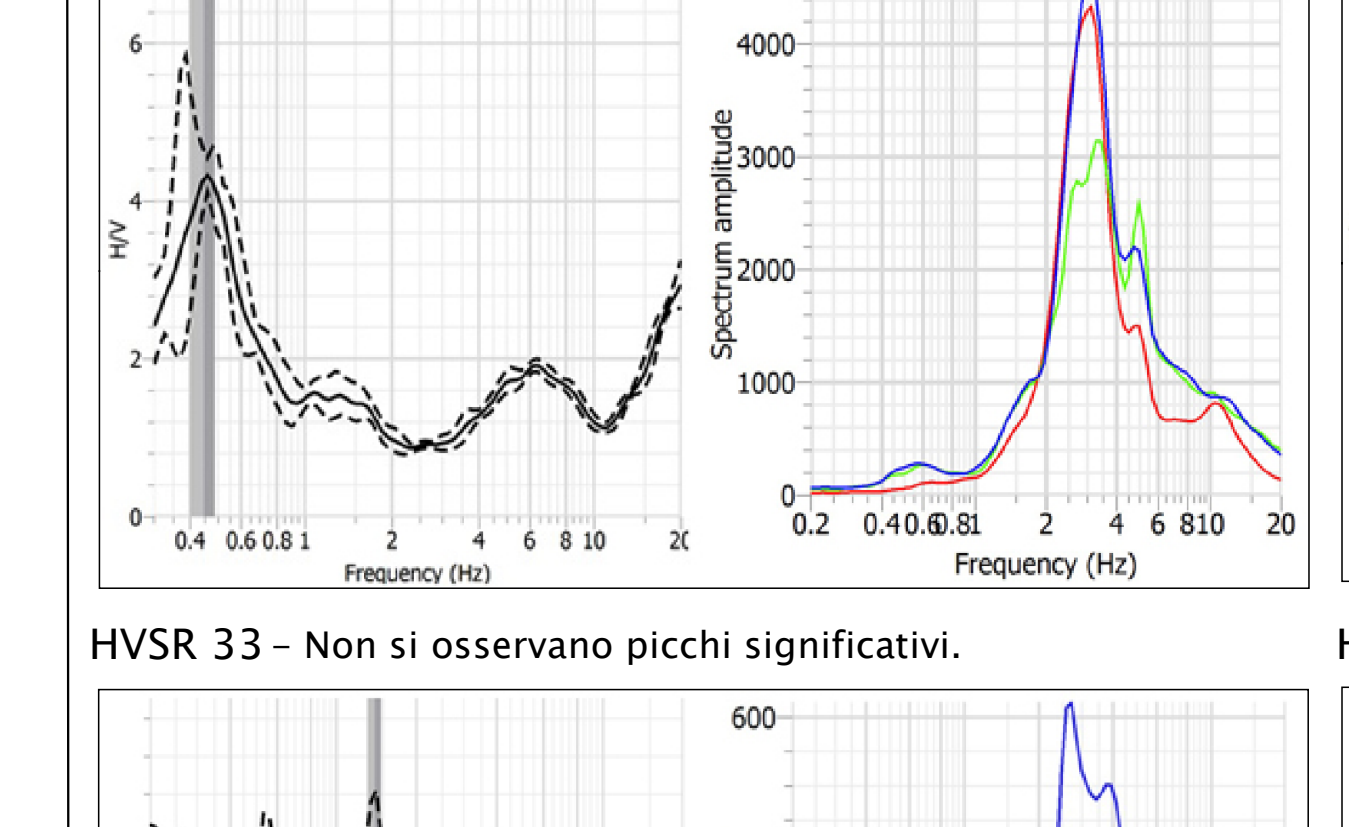 6
4
2
0
H/V
0.4 0.6 0.8 1 2 4 6 8 10 20
Frequency (Hz)
4000
3000
2000
1000
0
Spectrum amplitude
0.2 0.4 0.6 0.8 1 2 4 6 8 10 20
Frequency (Hz)
HVSR 33 – Non si osservano picchi significativi.
600